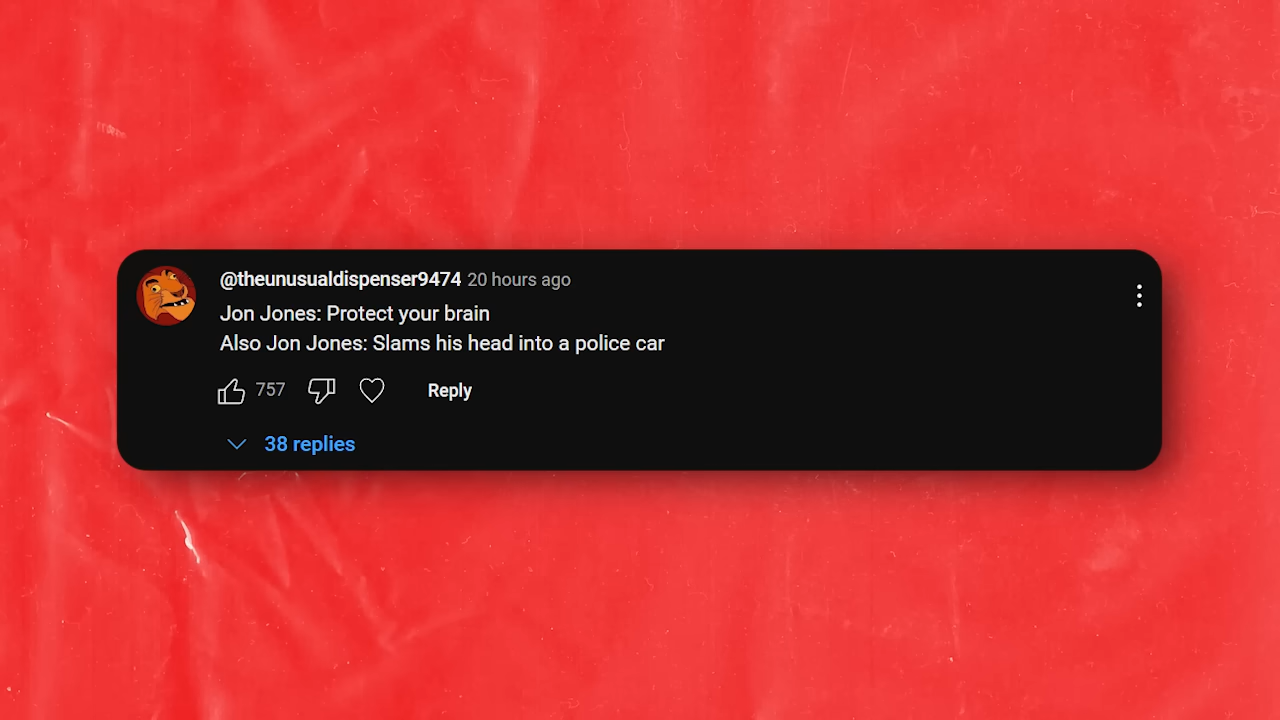 @theunusualdispenser9474 20 hours ago
Jon Jones: Protect your brain
Also Jon Jones: Slams his head into a police car
757 Reply
38 replies